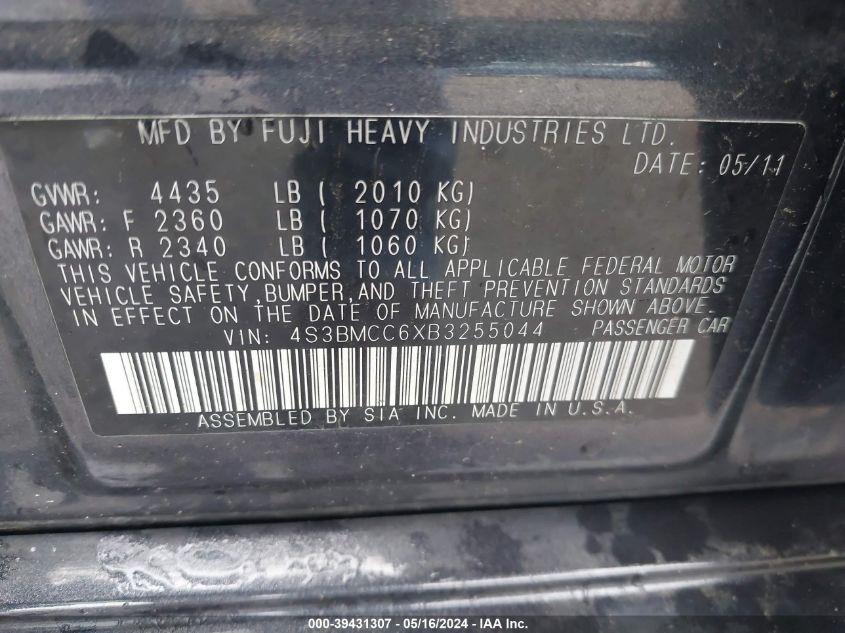 MFD BY FUJI HEAVY INDUSTRIES LTD.
DATE: 05/11
GVWR: 4435 LB ( 2010 KG)
GAWR: F 2360 LB ( 1070 KG)
GAWR: R 2340 LB ( 1060 KG)
THIS VEHICLE CONFORMS TO ALL APPLICABLE FEDERAL MOTOR
VEHICLE SAFETY,BUMPER,AND THEFT PREVENTION STANDARDS
IN EFFECT ON THE DATE OF MANUFACTURE SHOWN ABOVE.
VIN: 4S3BMCC6XB3255044 PASSENGER CAR
ASSEMBLED BY SIA INC. MADE IN U.S.A.
000-39431307 - 05/16/2024 - IAA Inc.